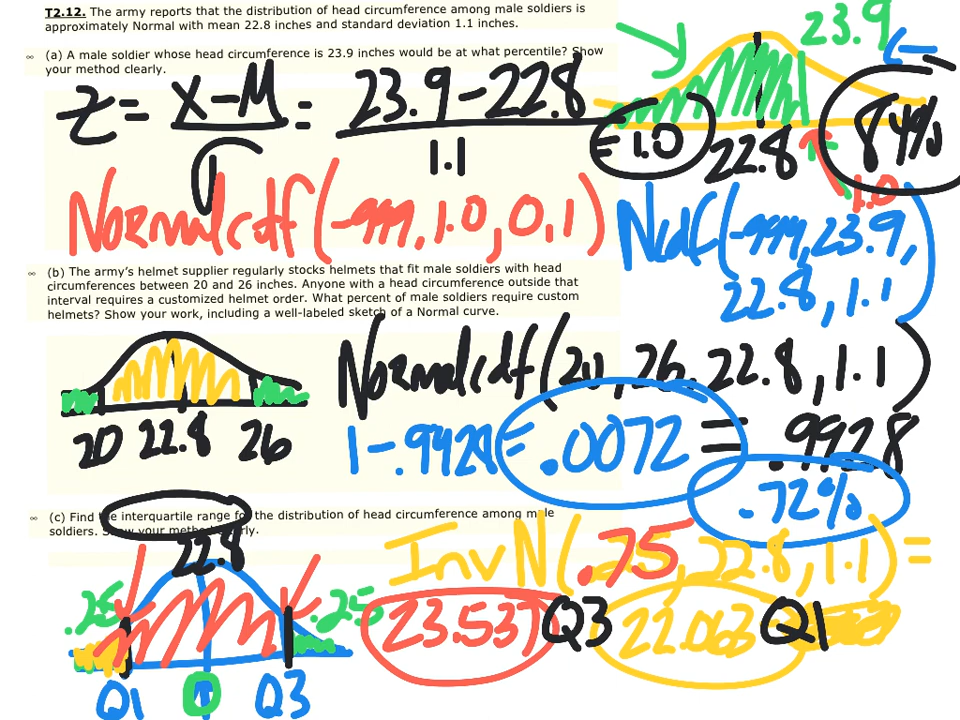 T2.12. The army reports that the distribution of head circumference among male soldiers is
approximately Normal with mean 22.8 inches and standard deviation 1.1 inches.
(a) A male soldier whose head circumference is 23.9 inches would be at what percentile? Show
your method clearly.
23.9
Z = X-M/σ = 23.9-22.8/1.1 = 1.0
22.8
84%
1.0
Normalcdf(-999,1.0,0,1)
Ncdf(-999,23.9,
22.8,1.1)
(b) The army's helmet supplier regularly stocks helmets that fit male soldiers with head
circumferences between 20 and 26 inches. Anyone with a head circumference outside that
interval requires a customized helmet order. What percent of male soldiers require custom
helmets? Show your work, including a well-labeled sketch of a Normal curve.
Normalcdf(20,26,22.8,1.1)
20 22.8 26
1-.9928=.0072 = .9928
.72%
(c) Find the interquartile range for the distribution of head circumference among male
soldiers. Show your method clearly.
22.8
InvN(.75,22.8,1.1)=
.25 .25
23.537 Q3 22.063 Q1
Q1 0 Q3